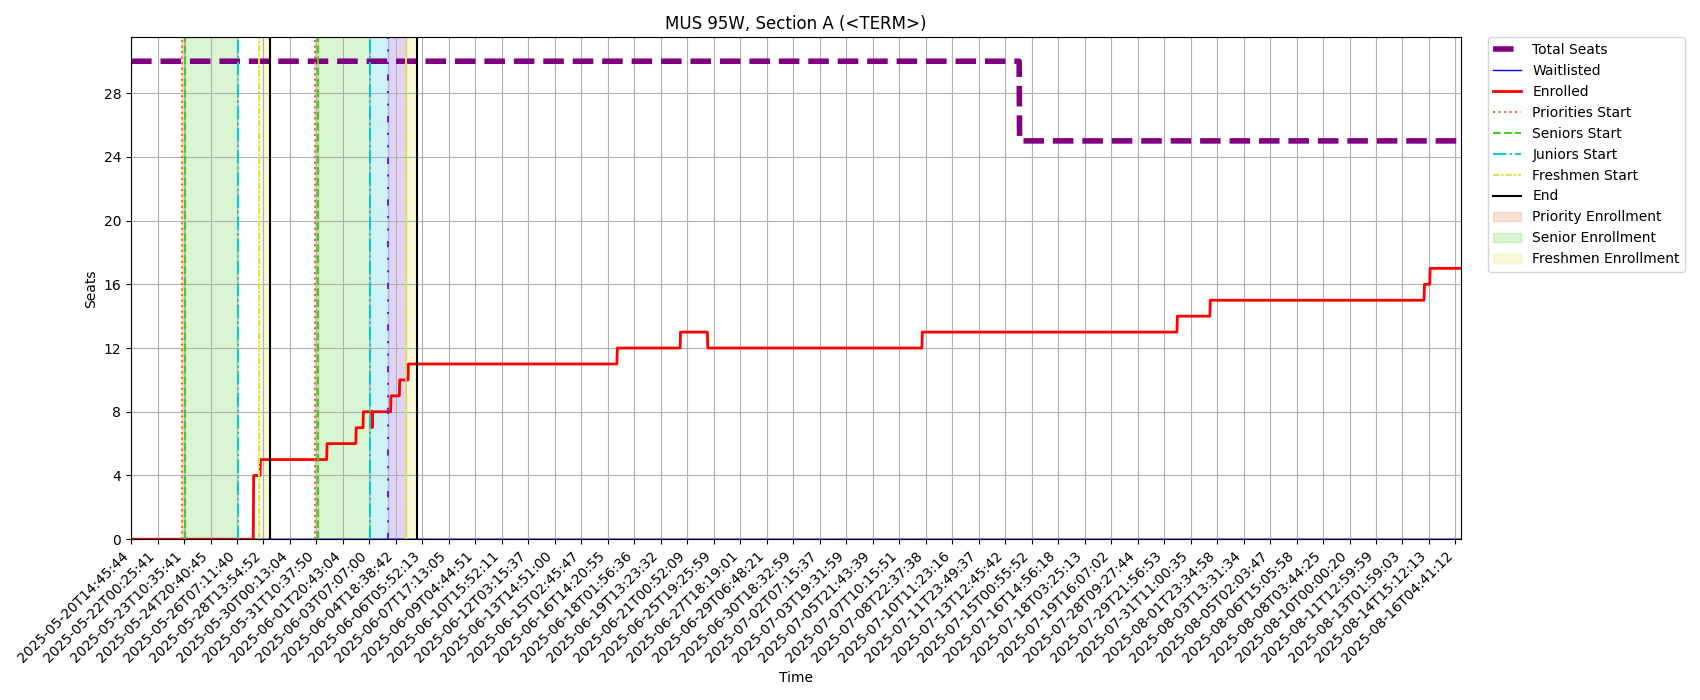 MUS 95W, Section A (<TERM>)
Total Seats
Waitlisted
Enrolled
Priorities Start
Seniors Start
Juniors Start
Freshmen Start
End
Priority Enrollment
Senior Enrollment
Freshmen Enrollment
Seats
28
24
20
16
12
8
4
0
2025-05-20T14:45:44
2025-05-22T00:25:41
2025-05-23T10:35:41
2025-05-24T20:40:45
2025-05-26T07:11:40
2025-05-28T13:54:52
2025-05-30T00:13:04
2025-05-31T10:37:50
2025-06-01T20:43:04
2025-06-03T07:07:00
2025-06-04T18:38:42
2025-06-06T05:52:13
2025-06-07T17:13:05
2025-06-09T04:44:51
2025-06-10T15:52:11
2025-06-12T03:15:37
2025-06-13T14:51:00
2025-06-15T02:45:47
2025-06-16T14:20:55
2025-06-18T01:56:36
2025-06-19T13:23:32
2025-06-21T00:52:09
2025-06-25T19:25:59
2025-06-27T18:19:01
2025-06-29T06:48:21
2025-06-30T18:32:59
2025-07-02T07:15:37
2025-07-03T19:31:59
2025-07-05T21:43:39
2025-07-07T10:15:51
2025-07-08T22:37:38
2025-07-10T11:23:16
2025-07-11T23:49:37
2025-07-13T12:45:42
2025-07-15T00:55:52
2025-07-16T14:56:18
2025-07-18T03:25:13
2025-07-19T16:07:02
2025-07-28T09:27:44
2025-07-29T21:56:53
2025-07-31T11:00:35
2025-08-01T23:34:58
2025-08-03T13:31:34
2025-08-05T02:03:47
2025-08-06T15:05:58
2025-08-08T03:44:25
2025-08-10T00:00:20
2025-08-11T12:59:59
2025-08-13T01:59:03
2025-08-14T15:12:13
2025-08-16T04:41:12
Time